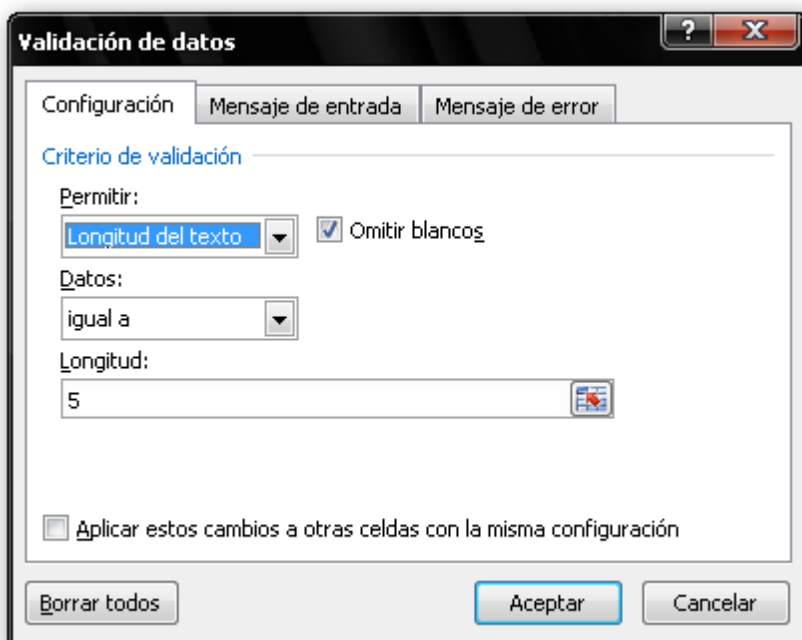 Validación de datos
?
X
Configuración
Mensaje de entrada
Mensaje de error
Criterio de validación
Permitir:
Longitud del texto
Omitir blancos
Datos:
igual a
Longitud:
5
Aplicar estos cambios a otras celdas con la misma configuración
Borrar todos
Aceptar
Cancelar